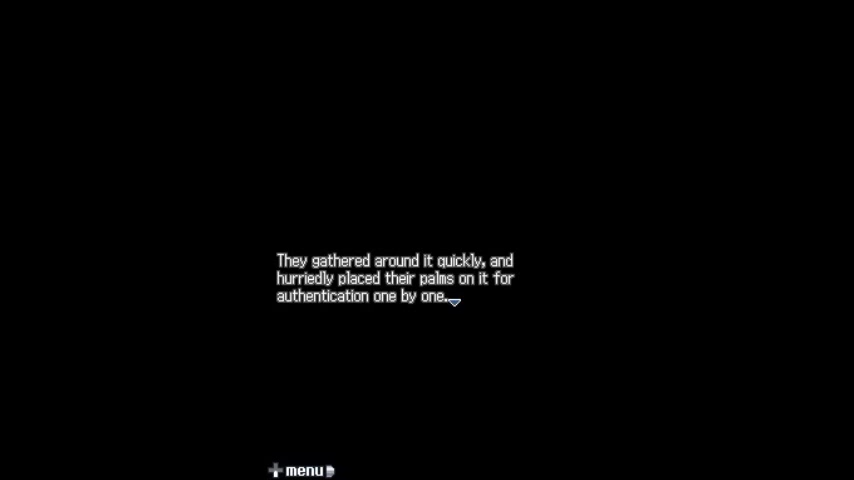 They gathered around it quickly, and
hurriedly placed their palms on it for
authentication one by one.
menu